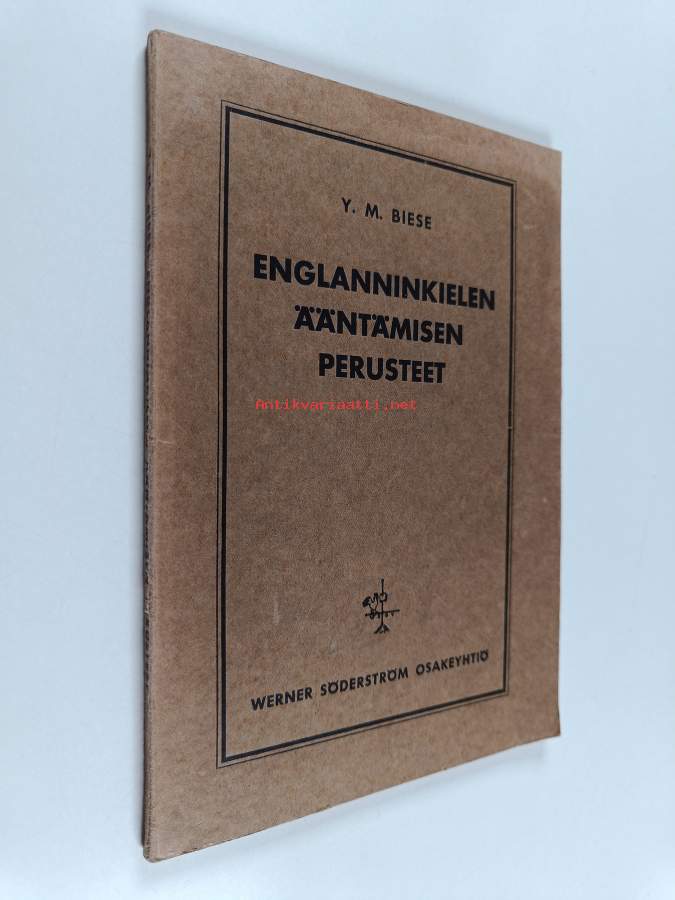 Y. M. BIESE
ENGLANNINKIELEN
ÄÄNTÄMISEN
PERUSTEET
Antikvariaatti.net
WERNER SÖDERSTRÖM OSAKEYHTIÖ